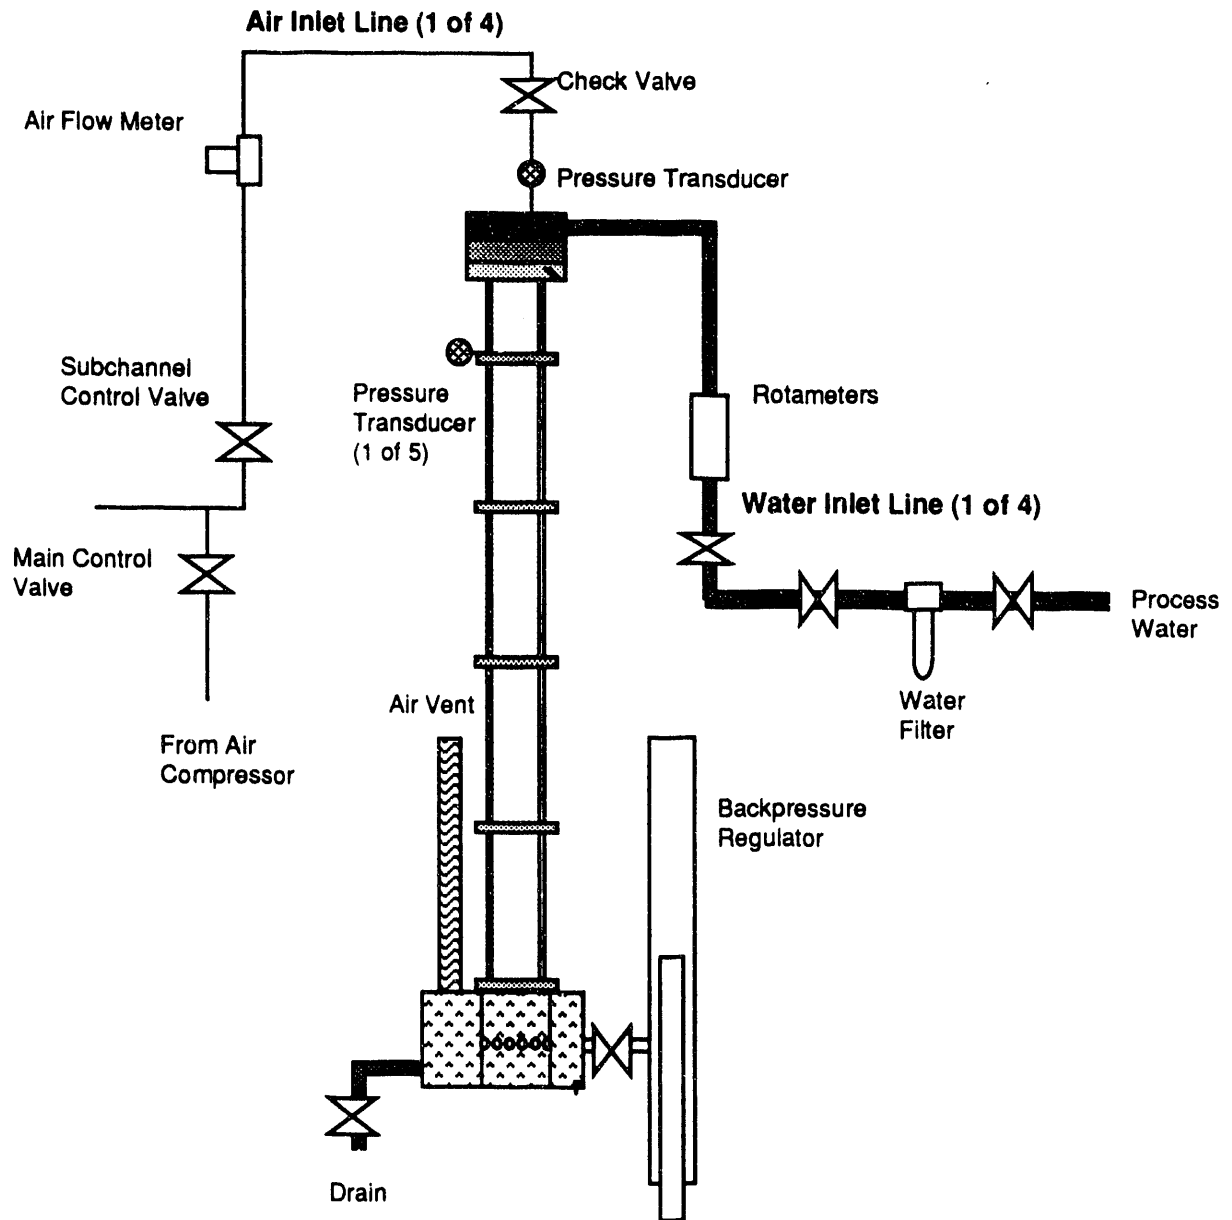 Air Inlet Line (1 of 4)
Check Valve
Air Flow Meter
Pressure Transducer
Subchannel
Control Valve
Pressure
Transducer
(1 of 5)
Rotameters
Water Inlet Line (1 of 4)
Main Control
Valve
Process
Water
Water
Filter
Air Vent
From Air
Compressor
Backpressure
Regulator
Drain